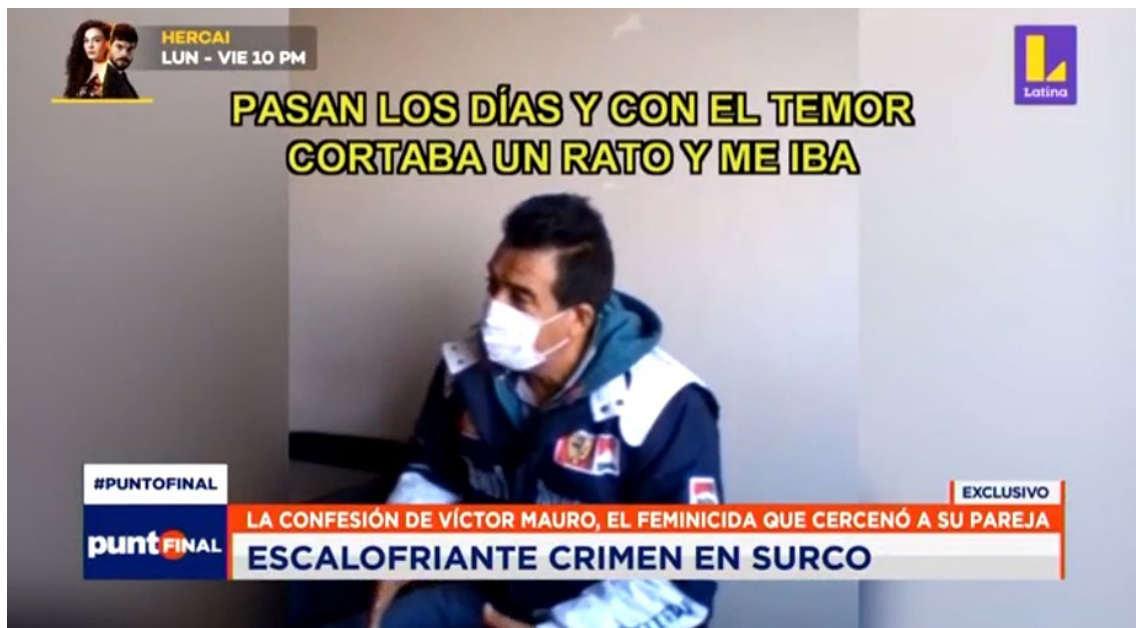 HERCAI
LUN - VIE 10 PM
Latina
PASAN LOS DÍAS Y CON EL TEMOR
CORTABA UN RATO Y ME IBA
#PUNTOFINAL
EXCLUSIVO
puntFINAL
LA CONFESIÓN DE VÍCTOR MAURO, EL FEMINICIDA QUE CERCENÓ A SU PAREJA
ESCALOFRIANTE CRIMEN EN SURCO